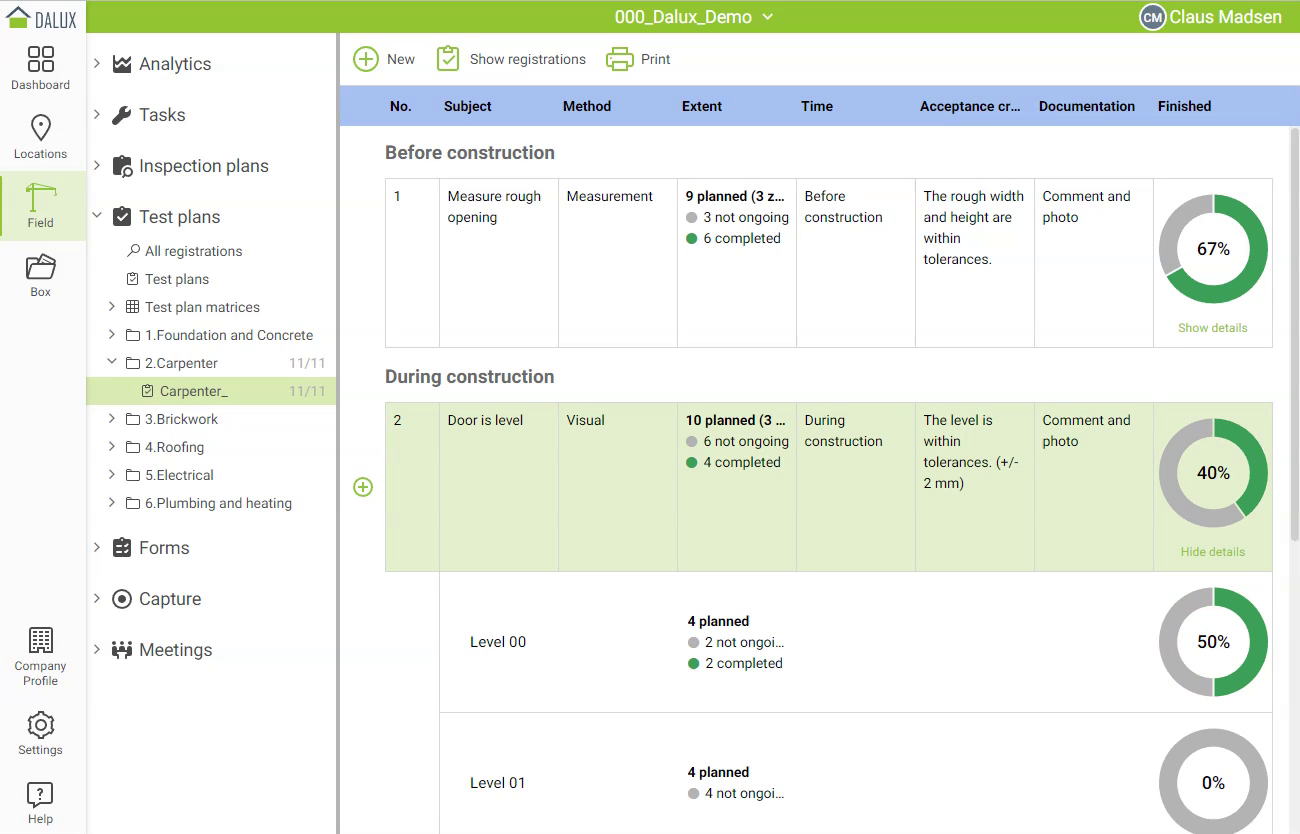 DALUX
000_Dalux_Demo
CM Claus Madsen
Dashboard
Locations
Field
Box
Company
Profile
Settings
Help
Analytics
Tasks
Inspection plans
Test plans
All registrations
Test plans
Test plan matrices
1.Foundation and Concrete
2.Carpenter 11/11
Carpenter_ 11/11
3.Brickwork
4.Roofing
5.Electrical
6.Plumbing and heating
Forms
Capture
Meetings
New Show registrations Print
No. Subject Method Extent Time Acceptance cr... Documentation Finished
Before construction
1
Measure rough
opening
Measurement
9 planned (3 z...
3 not ongoing
6 completed
Before
construction
The rough width
and height are
within
tolerances.
Comment and
photo
67%
Show details
During construction
2
Door is level
Visual
10 planned (3 ...
6 not ongoing
4 completed
During
construction
The level is
within
tolerances. (+/-
2 mm)
Comment and
photo
40%
Hide details
Level 00
4 planned
2 not ongoi...
2 completed
50%
Level 01
4 planned
4 not ongoi...
0%